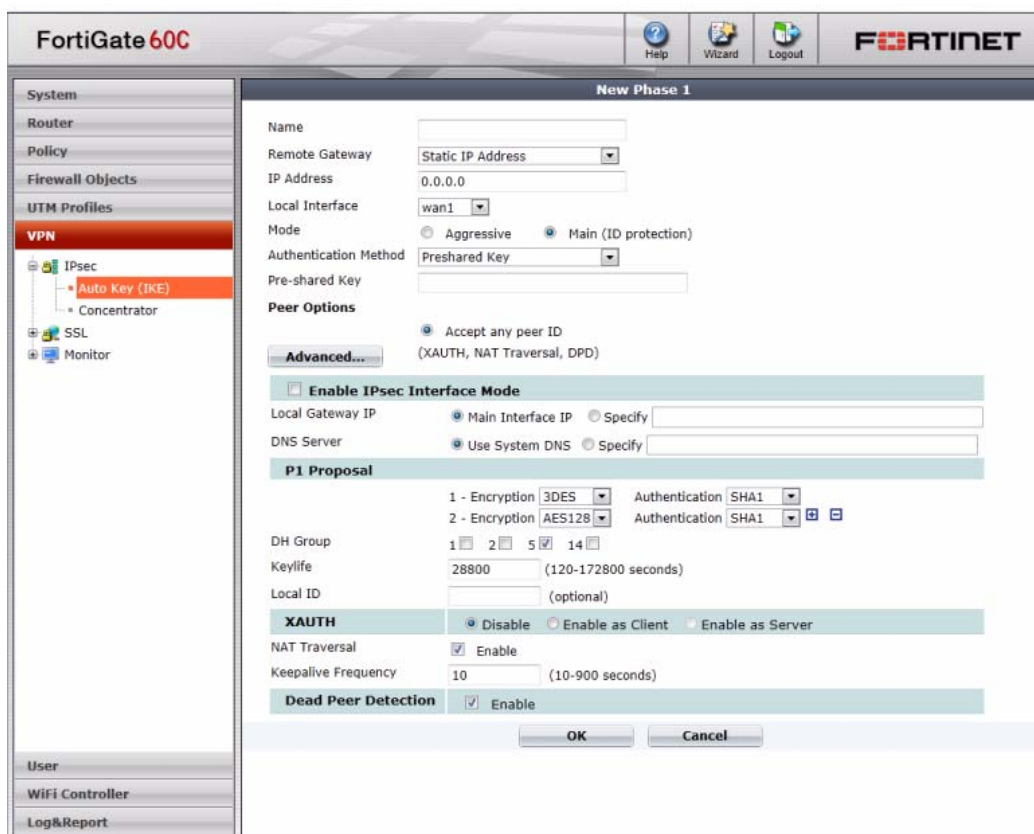 FortiGate 60C
Help
Wizard
Logout
FORTINET
System
Router
Policy
Firewall Objects
UTM Profiles
VPN
IPsec
Auto Key (IKE)
Concentrator
SSL
Monitor
User
WiFi Controller
Log&Report
New Phase 1
Name
Remote Gateway Static IP Address
IP Address 0.0.0.0
Local Interface wan1
Mode Aggressive Main (ID protection)
Authentication Method Preshared Key
Pre-shared Key
Peer Options
Accept any peer ID
Advanced... (XAUTH, NAT Traversal, DPD)
Enable IPsec Interface Mode
Local Gateway IP Main Interface IP Specify
DNS Server Use System DNS Specify
P1 Proposal
1 - Encryption 3DES Authentication SHA1
2 - Encryption AES128 Authentication SHA1
DH Group 1 2 5 14
Keylife 28800 (120-172800 seconds)
Local ID (optional)
XAUTH Disable Enable as Client Enable as Server
NAT Traversal Enable
Keepalive Frequency 10 (10-900 seconds)
Dead Peer Detection Enable
OK Cancel